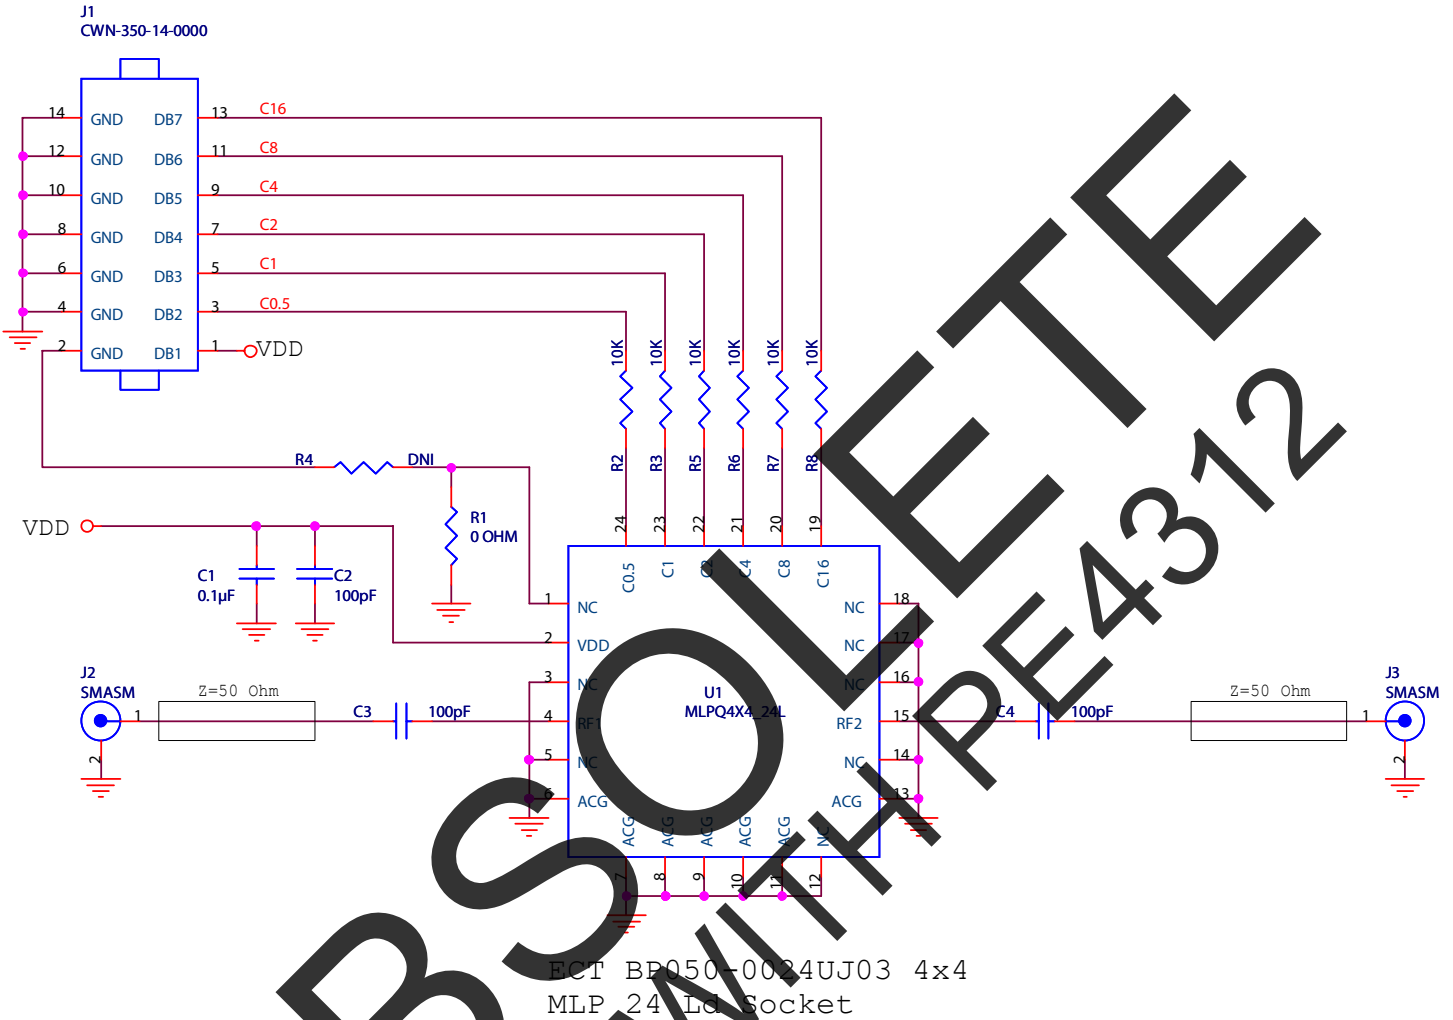 J1
CWN-350-14-0000
14 GND DB7 13 C16
12 GND DB6 11 C8
10 GND DB5 9 C4
8 GND DB4 7 C2
6 GND DB3 5 C1
4 GND DB2 3 C0.5
2 GND DB1 1 VDD
10K 10K 10K 10K 10K 10K
R2 R3 R5 R6 R7 R8
R4 DNI
R1
0 OHM
VDD
C1
0.1µF
C2
100pF
24 23 22 21 20 19
C0.5 C1 C2 C4 C8 C16
1 NC
2 VDD
3 NC
4 RF1
5 NC
6 ACG
NC 18
NC 17
NC 16
RF2 15
NC 14
ACG 13
U1
MLPQ4X4_24L
ACG ACG ACG ACG ACG NC
7 8 9 10 11 12
J2
SMASM
1
2
Z=50 Ohm
C3 100pF
C4 100pF
Z=50 Ohm
J3
SMASM
1
2
ECT BP050-0024UJ03 4x4
MLP 24 Ld Socket
BSOLETE
WITH PE4312